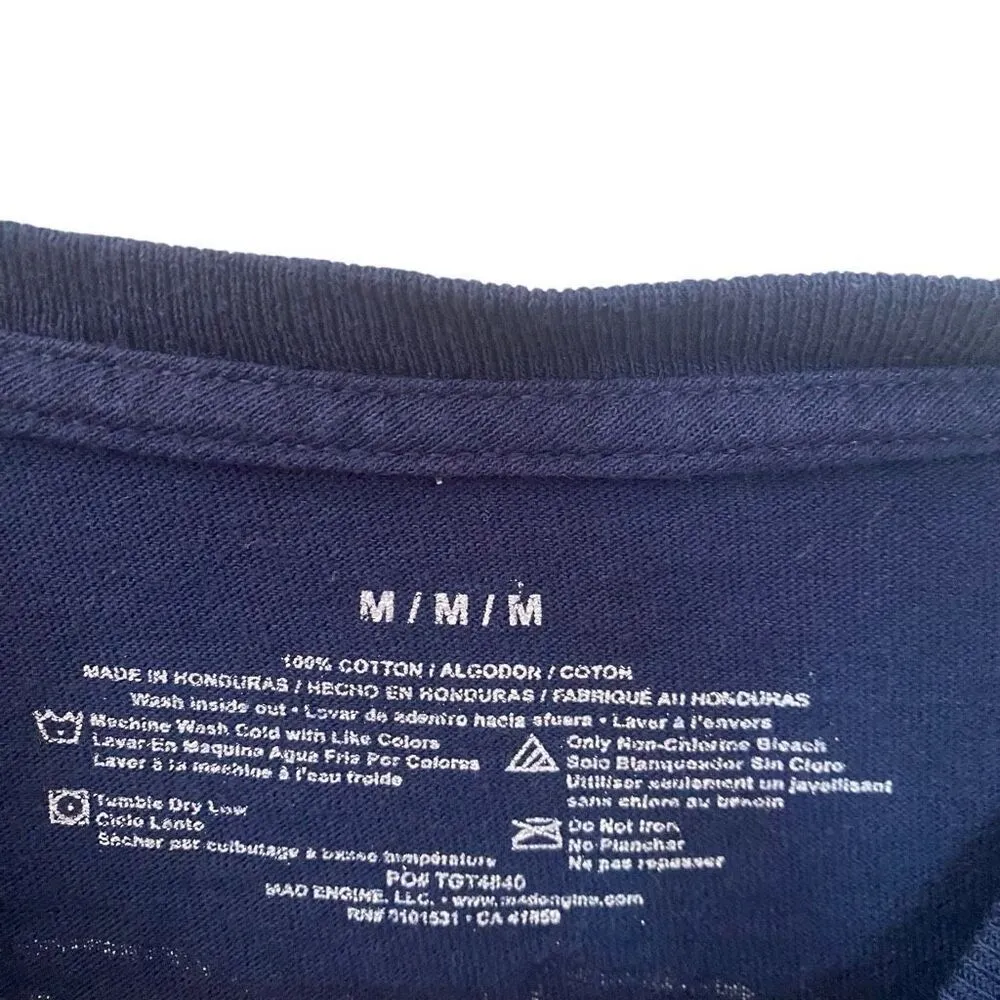 M / M / M
100% COTTON / ALGODON / COTON
MADE IN HONDURAS / HECHO EN HONDURAS / FABRIQUÉ AU HONDURAS
Wash inside out • Lavar de adentro hacia afuera • Laver à l'envers
Machine Wash Cold with Like Colors
Lavar En Maquina Agua Fria Por Colores
Laver à la machine à l'eau froide
Only Non-Chlorine Bleach
Solo Blanqueador Sin Cloro
Utiliser seulement un javellisant
sans chlore au besoin
Tumble Dry Low
Ciclo Lento
Sécher par culbutage à basse température
Do Not Iron
No Planchar
Ne pas repasser
PO# TGT4840
MAD ENGINE, LLC. • www.madengine.com
RN# 0101531 • CA 41859